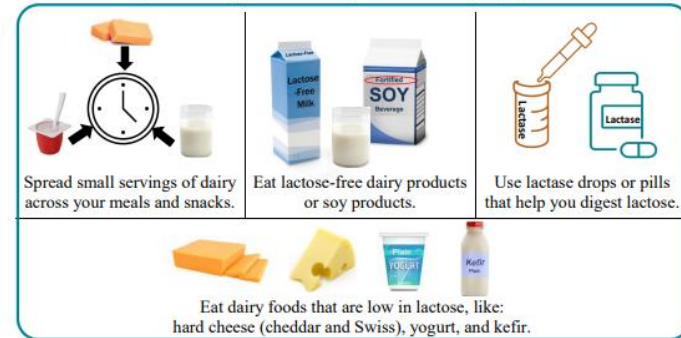 Lactose-Free
Lactose
-Free
Milk
Fortified
SOY
Beverage
Lactase
Lactase
Spread small servings of dairy
across your meals and snacks.
Eat lactose-free dairy products
or soy products.
Use lactase drops or pills
that help you digest lactose.
Plain
YOGURT
Kefir
Plain
Eat dairy foods that are low in lactose, like:
hard cheese (cheddar and Swiss), yogurt, and kefir.